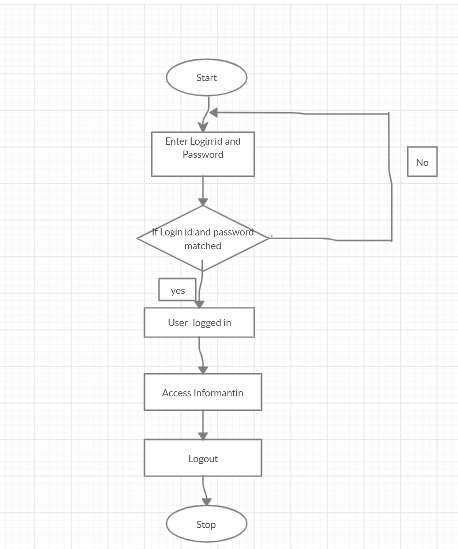 Start
Enter Login id and
Password
No
If Login id and password
matched
yes
User logged in
Access Informantin
Logout
Stop